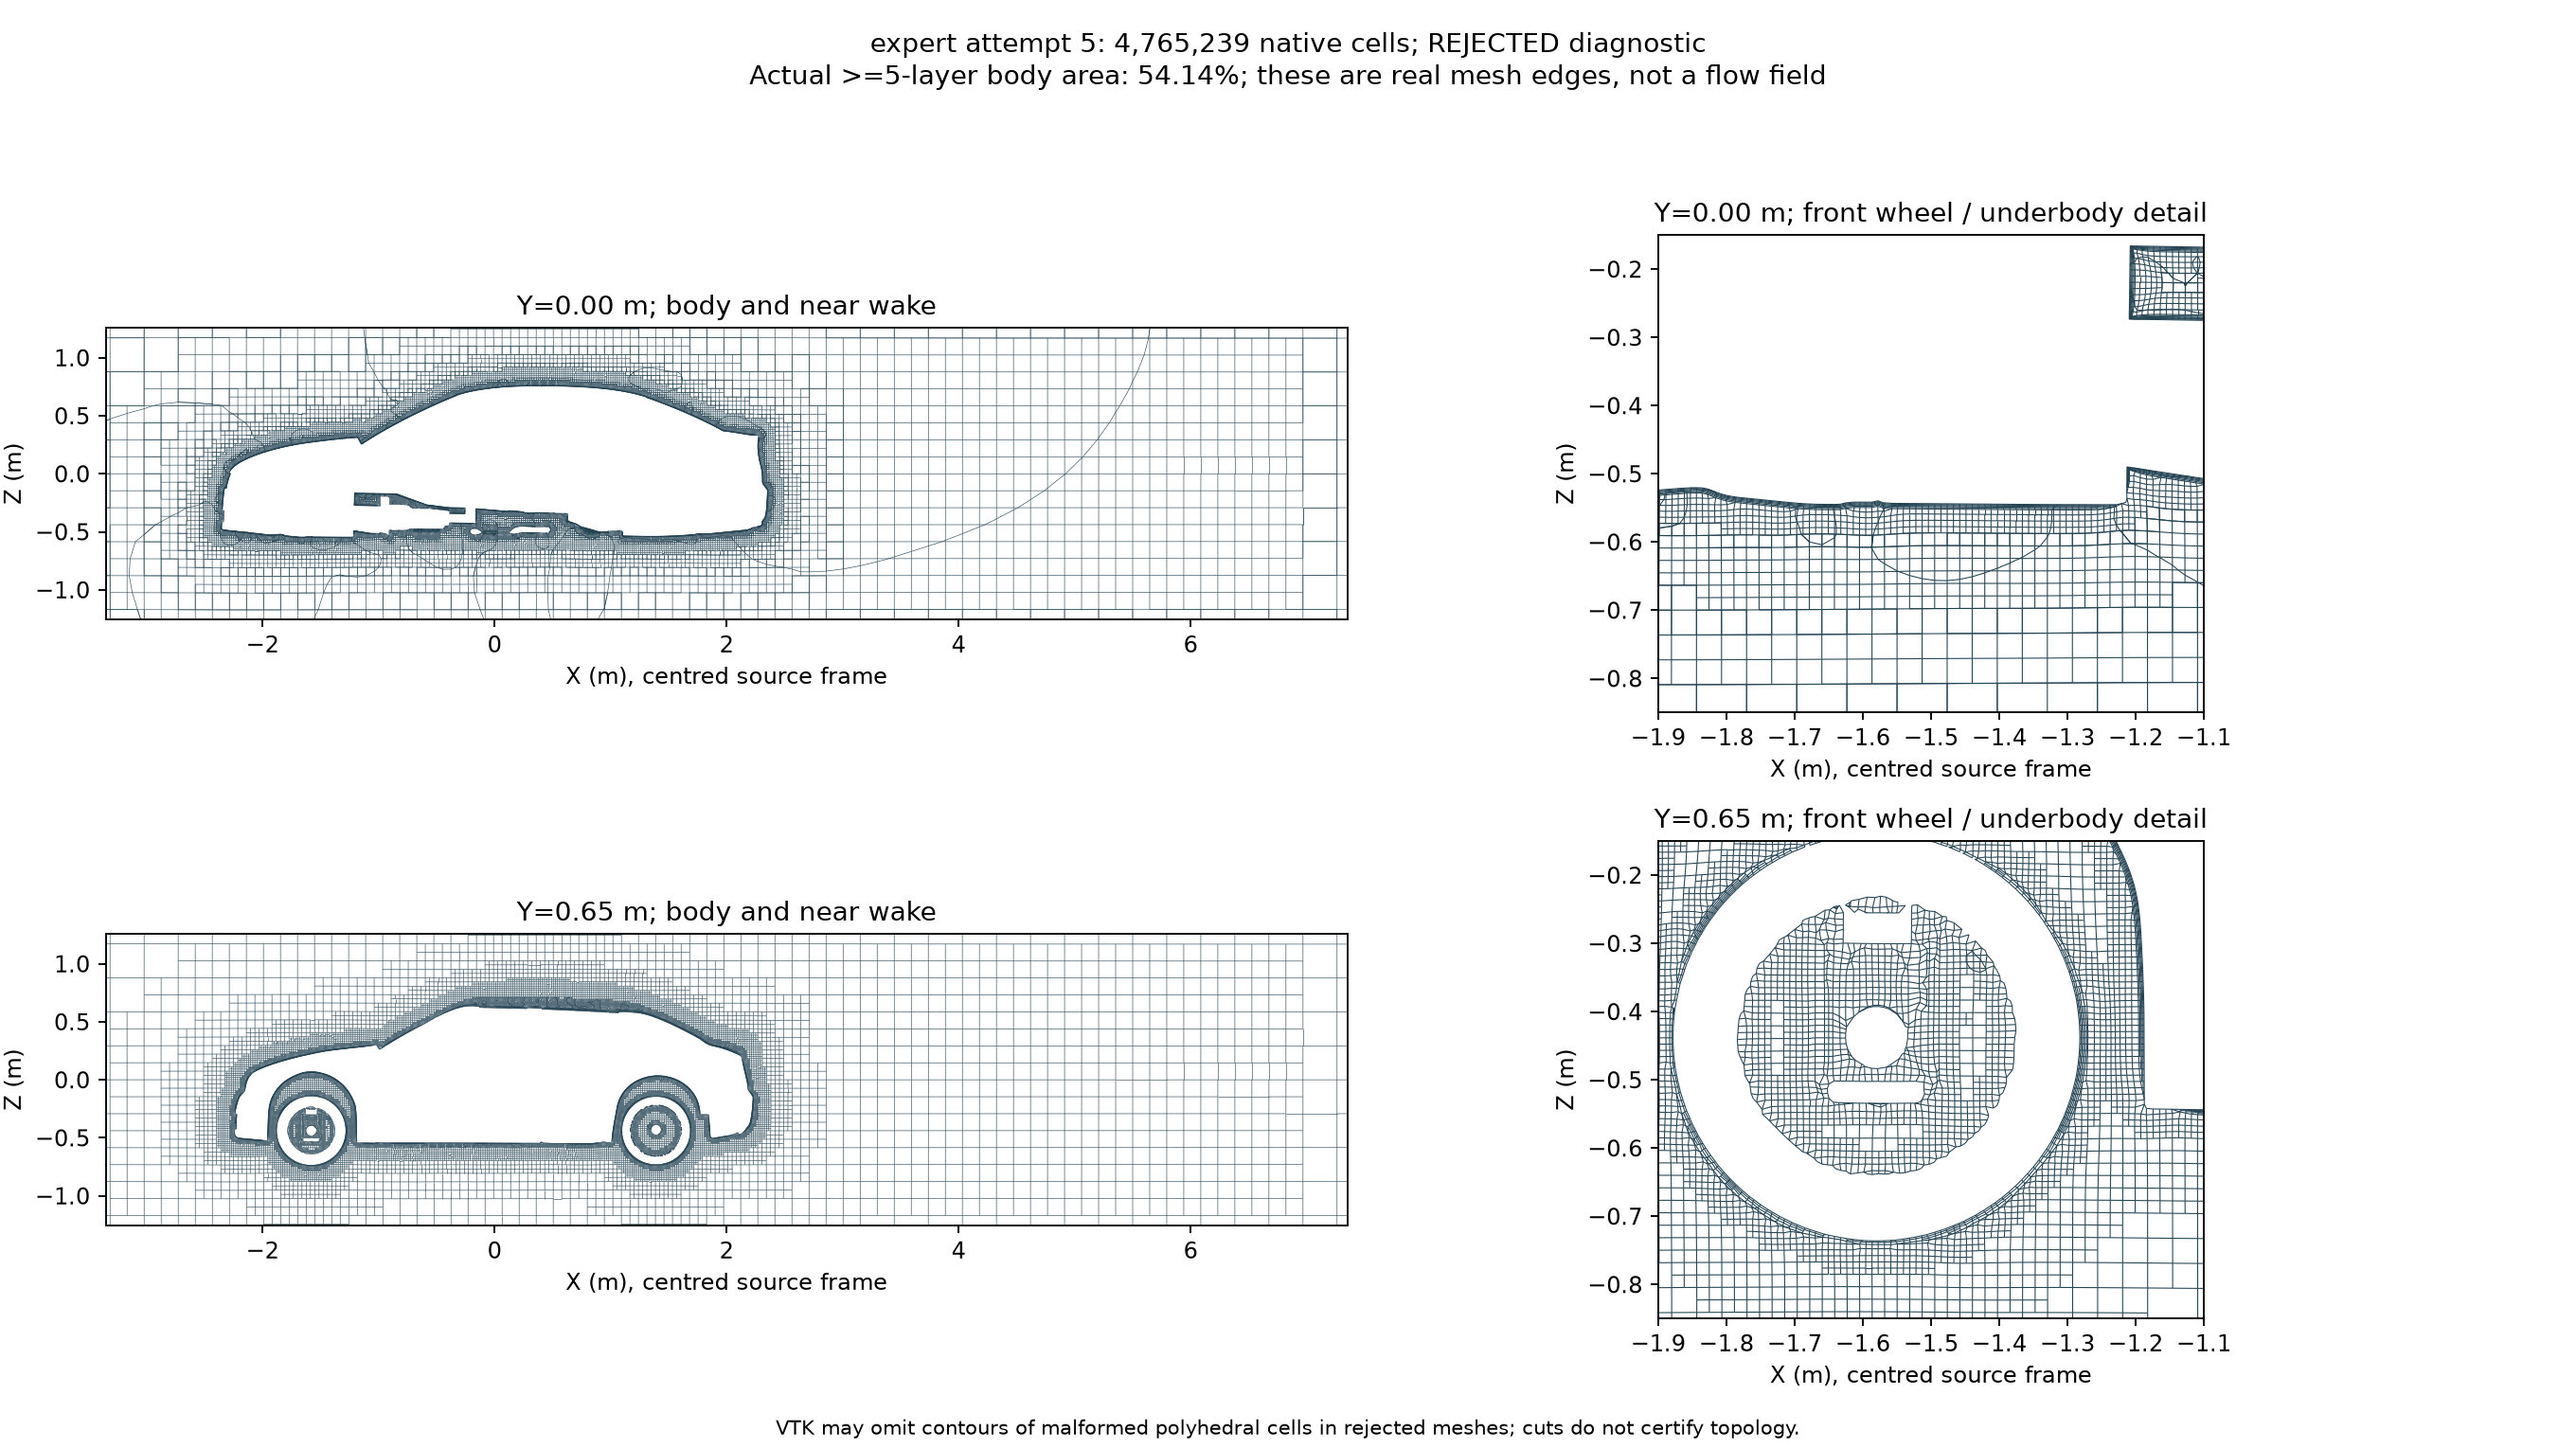 expert attempt 5: 4,765,239 native cells; REJECTED diagnostic
Actual >=5-layer body area: 54.14%; these are real mesh edges, not a flow field
Y=0.00 m; body and near wake
1.0
0.5
0.0
−0.5
−1.0
Z (m)
−2 0 2 4 6
X (m), centred source frame
Y=0.00 m; front wheel / underbody detail
−0.2
−0.3
−0.4
−0.5
−0.6
−0.7
−0.8
Z (m)
−1.9 −1.8 −1.7 −1.6 −1.5 −1.4 −1.3 −1.2 −1.1
X (m), centred source frame
Y=0.65 m; body and near wake
1.0
0.5
0.0
−0.5
−1.0
Z (m)
−2 0 2 4 6
X (m), centred source frame
Y=0.65 m; front wheel / underbody detail
−0.2
−0.3
−0.4
−0.5
−0.6
−0.7
−0.8
Z (m)
−1.9 −1.8 −1.7 −1.6 −1.5 −1.4 −1.3 −1.2 −1.1
X (m), centred source frame
VTK may omit contours of malformed polyhedral cells in rejected meshes; cuts do not certify topology.